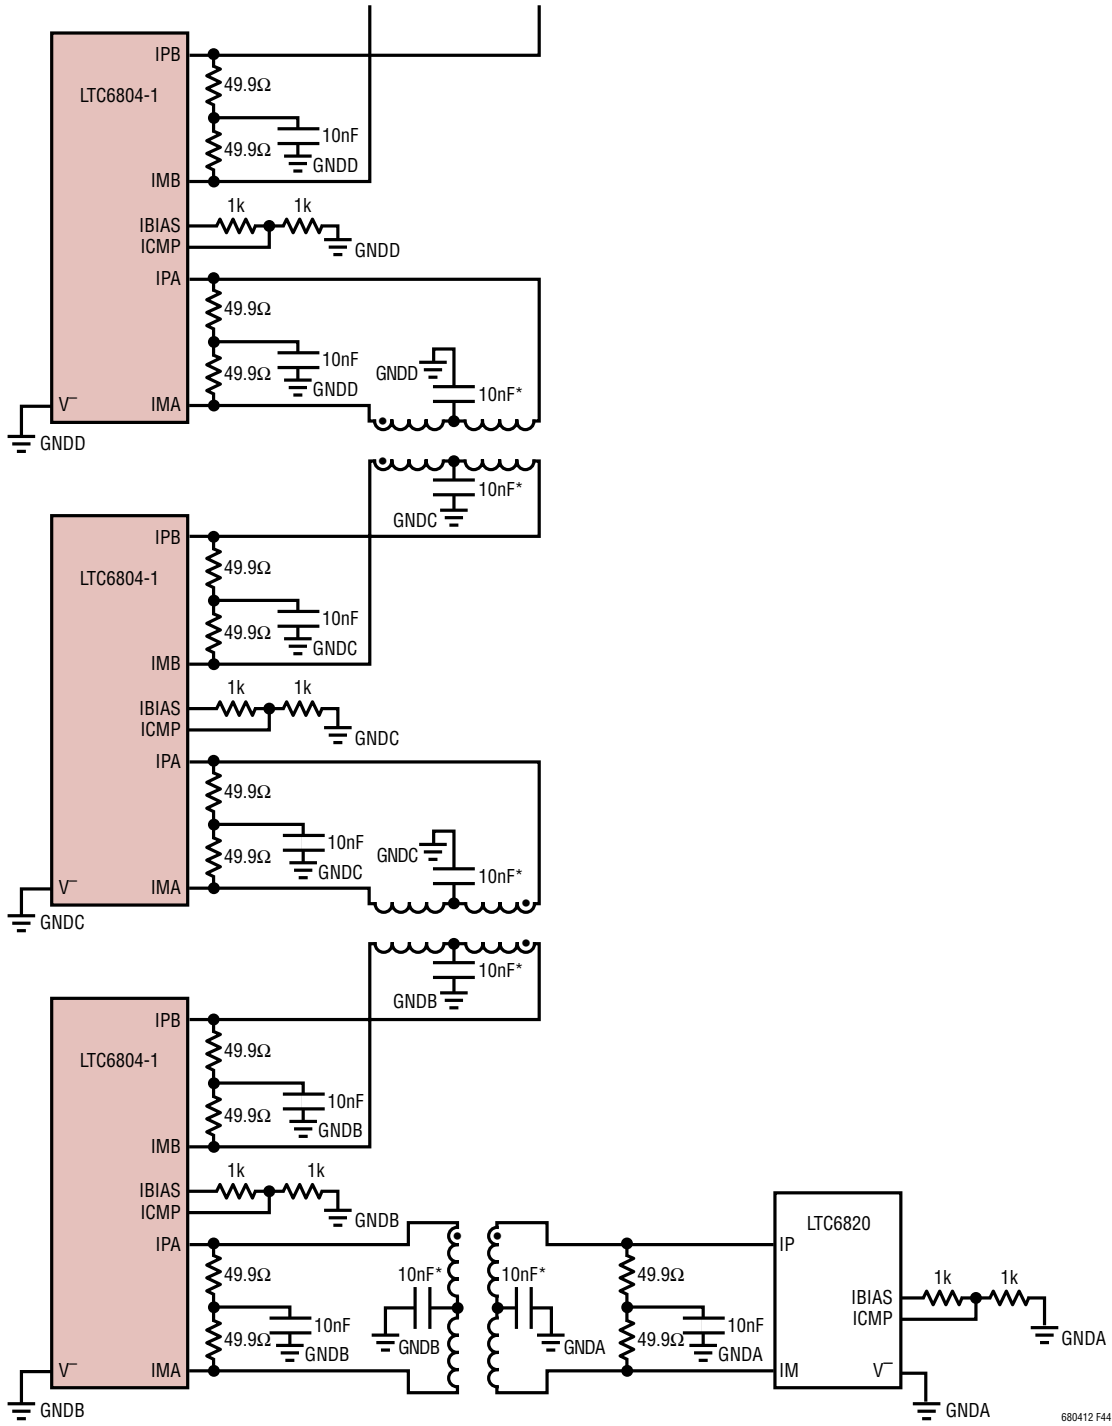 IPB
LTC6804-1
49.9Ω
10nF
49.9Ω
GNDD
IMB
1k 1k
IBIAS
ICMP
GNDD
IPA
49.9Ω
10nF
GNDD
49.9Ω
GNDD
10nF*
V– IMA
GNDD
10nF*
GNDC
IPB
LTC6804-1
49.9Ω
10nF
49.9Ω
GNDC
IMB
1k 1k
IBIAS
ICMP
GNDC
IPA
49.9Ω
10nF
49.9Ω
GNDC
GNDC
10nF*
V– IMA
GNDC
10nF*
GNDB
IPB
LTC6804-1
49.9Ω
10nF
49.9Ω
GNDB
IMB
1k 1k
IBIAS
ICMP
GNDB
IPA
49.9Ω
10nF
49.9Ω
GNDB
10nF*
GNDB
10nF*
GNDA
V– IMA
GNDB
49.9Ω
10nF
49.9Ω
GNDA
LTC6820
IP
1k 1k
IBIAS
ICMP
GNDA
IM V–
GNDA
680412 F44